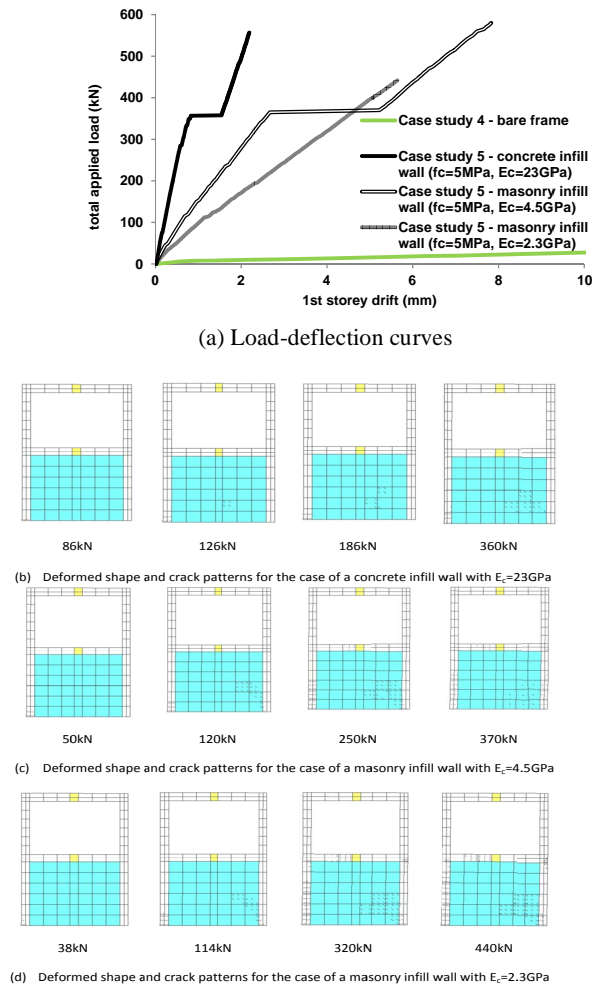 600
500
400
300
200
100
0
total applied load (kN)
0 2 4 6 8 10
1st storey drift (mm)
Case study 4 - bare frame
Case study 5 - concrete infill
wall (fc=5MPa, Ec=23GPa)
Case study 5 - masonry infill
wall (fc=5MPa, Ec=4.5GPa)
Case study 5 - masonry infill
wall (fc=5MPa, Ec=2.3GPa)
(a) Load-deflection curves
86kN 126kN 186kN 360kN
(b) Deformed shape and crack patterns for the case of a concrete infill wall with Ec=23GPa
50kN 120kN 250kN 370kN
(c) Deformed shape and crack patterns for the case of a masonry infill wall with Ec=4.5GPa
38kN 114kN 320kN 440kN
(d) Deformed shape and crack patterns for the case of a masonry infill wall with Ec=2.3GPa